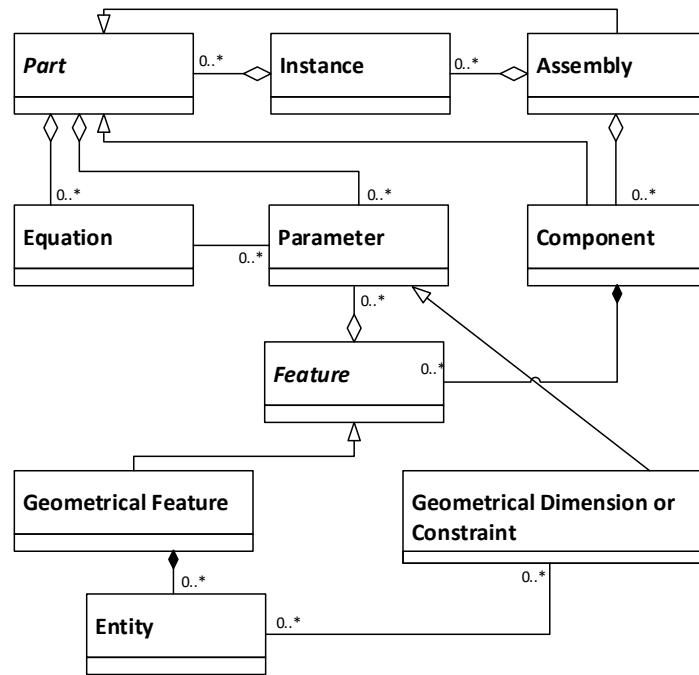 Part
0..*
Instance
0..*
Assembly
0..*
0..*
0..*
Equation
0..*
Parameter
Component
0..*
Feature
0..*
Geometrical Feature
Geometrical Dimension or
Constraint
0..*
0..*
Entity
0..*